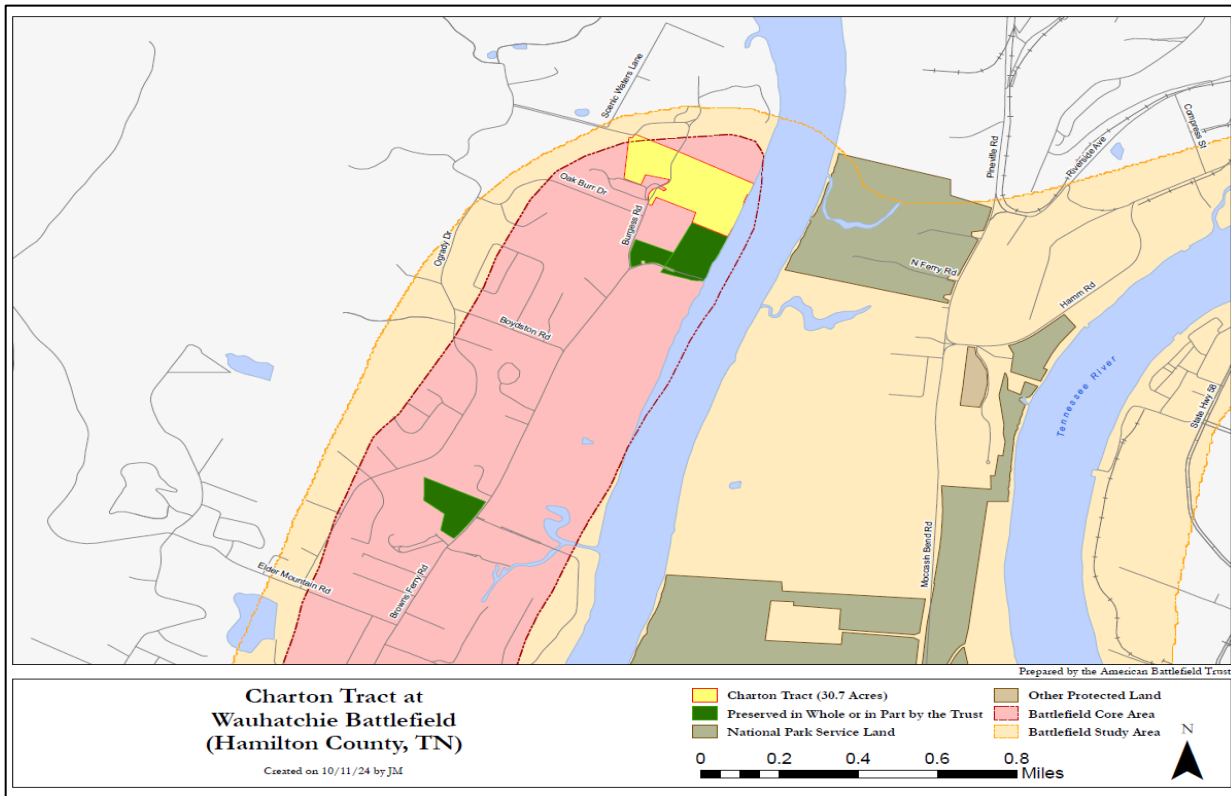 Scenic Waters Lane
Pineville Rd
Riverside Ave
Compress St
Oak Burr Dr
Burgess Rd
Ogrady Dr
N Ferry Rd
Hamm Rd
Boydston Rd
Tennessee River
State Hwy 58
Moccash Bend Rd
Elder Mountain Rd
Browns Ferry Rd
Prepared by the American Battlefield Trust
Charton Tract at
Wauhatchie Battlefield
(Hamilton County, TN)
Created on 10/11/24 by JM
Charton Tract (30.7 Acres)
Preserved in Whole or in Part by the Trust
National Park Service Land
Other Protected Land
Battlefield Core Area
Battlefield Study Area
N
0 0.2 0.4 0.6 0.8
Miles